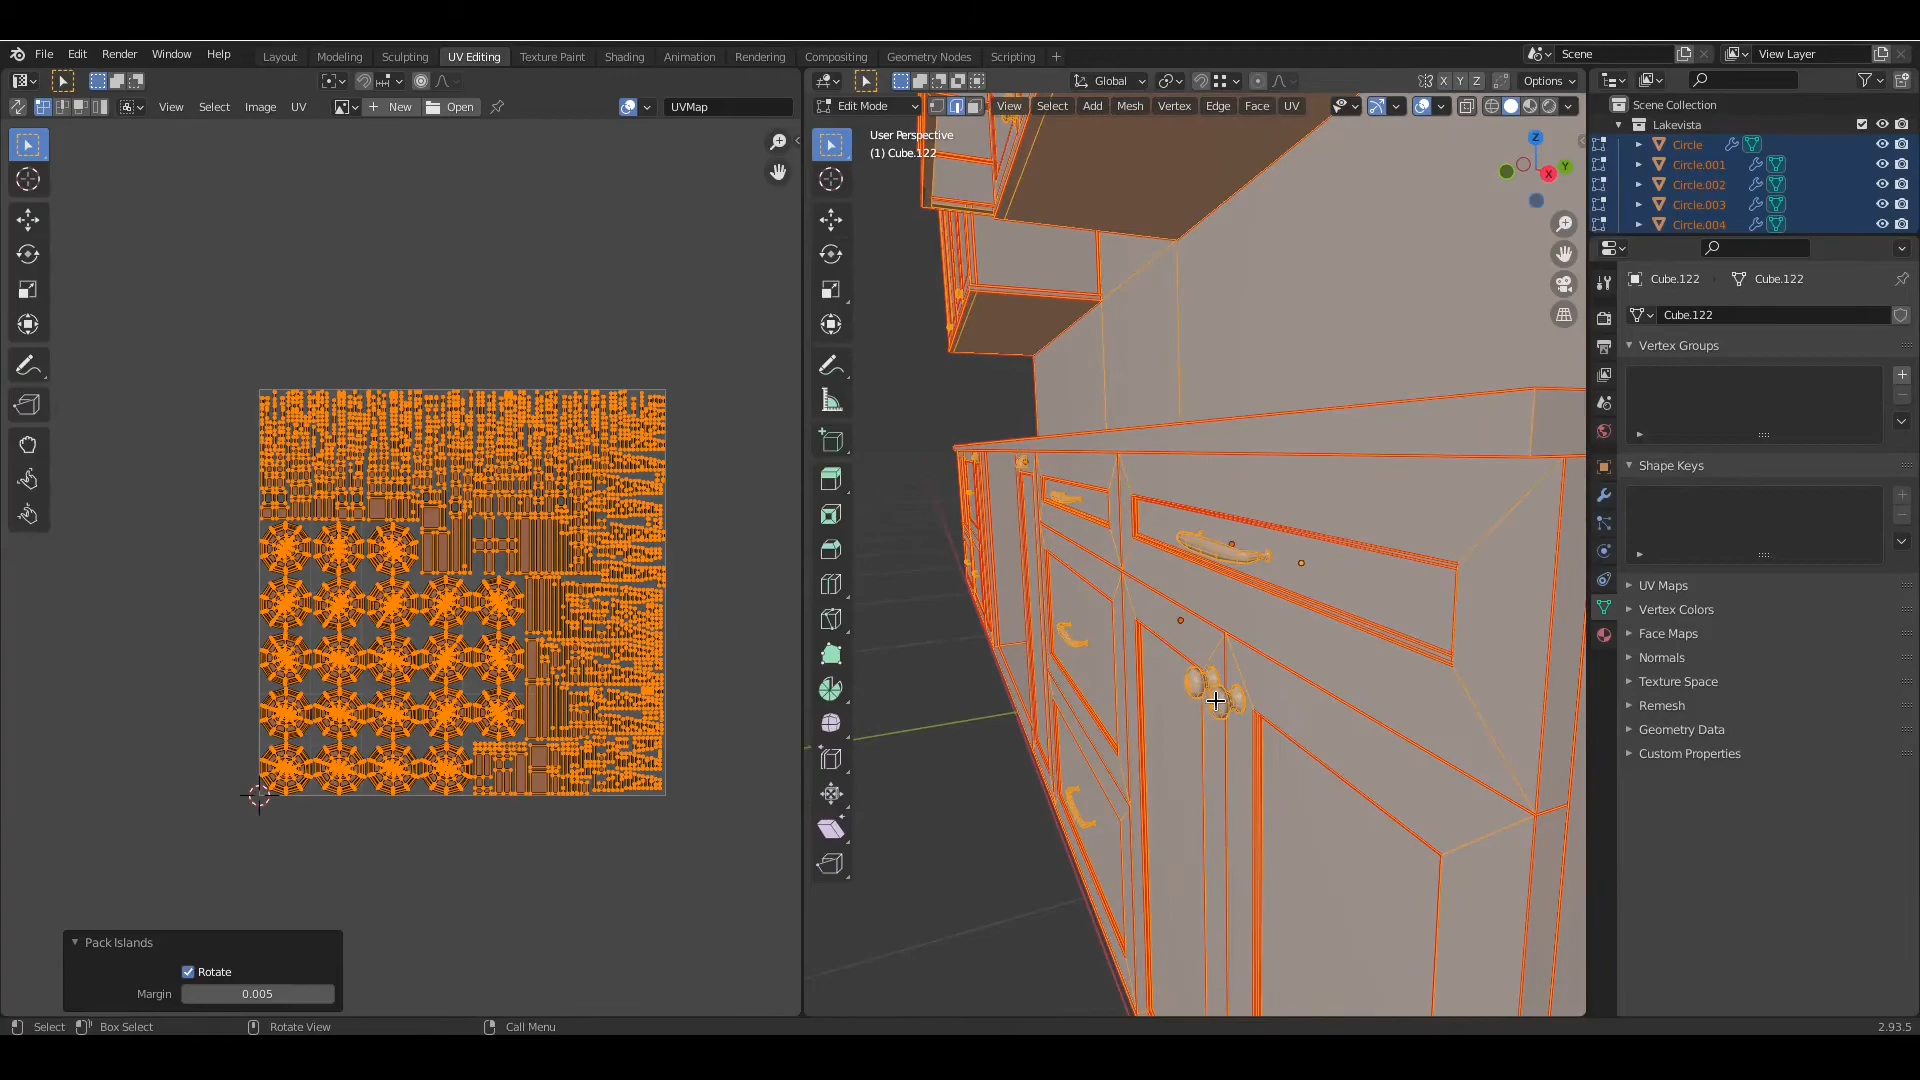 File Edit Render Window Help
Layout Modeling Sculpting UV Editing Texture Paint Shading Animation Rendering Compositing Geometry Nodes Scripting
Scene
View Layer
Global
X Y Z
Options
View Select Image UV
New
Open
UVMap
Edit Mode
View Select Add Mesh Vertex Edge Face UV
User Perspective
(1) Cube.122
Z
Y
X
Scene Collection
Lakevista
Circle
Circle.001
Circle.002
Circle.003
Circle.004
Cube.122
Cube.122
Cube.122
Vertex Groups
Shape Keys
UV Maps
Vertex Colors
Face Maps
Normals
Texture Space
Remesh
Geometry Data
Custom Properties
Pack Islands
Rotate
Margin 0.005
Select Box Select Rotate View Call Menu
2.93.5